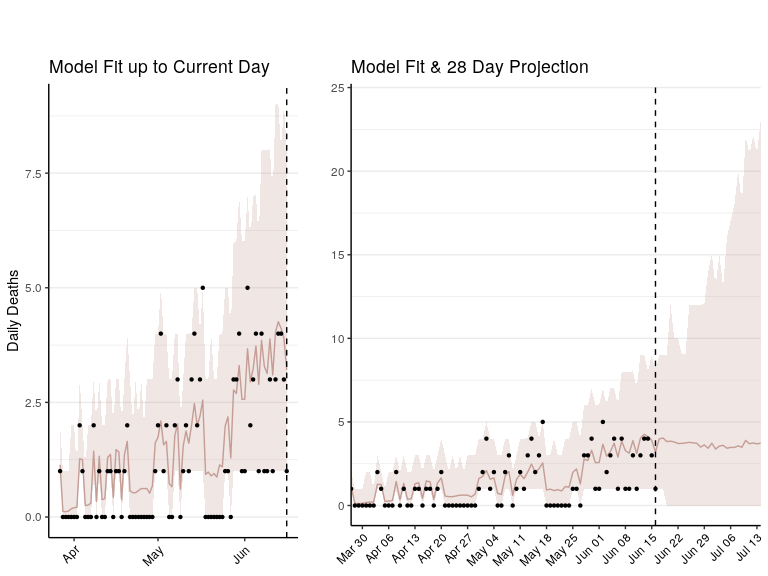 Model Fit up to Current Day
Model Fit & 28 Day Projection
Daily Deaths
7.5
5.0
2.5
0.0
Apr
May
Jun
25
20
15
10
5
0
Mar 30
Apr 06
Apr 13
Apr 20
Apr 27
May 04
May 11
May 18
May 25
Jun 01
Jun 08
Jun 15
Jun 22
Jun 29
Jul 06
Jul 13